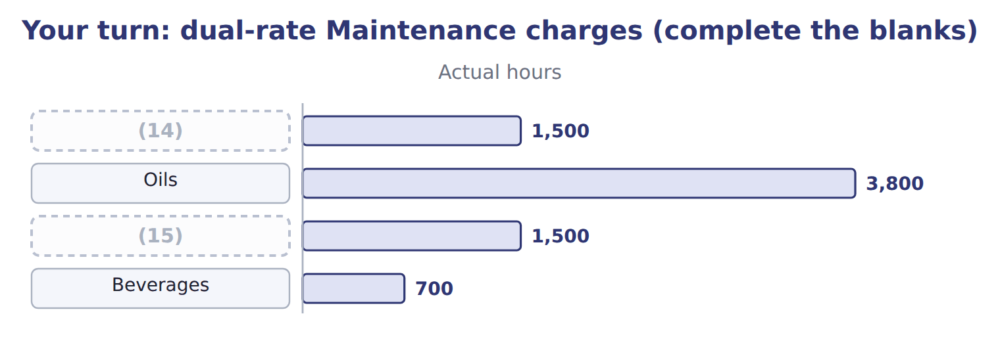 Your turn: dual-rate Maintenance charges (complete the blanks)
Actual hours
(14)
1,500
Oils
3,800
(15)
1,500
Beverages
700